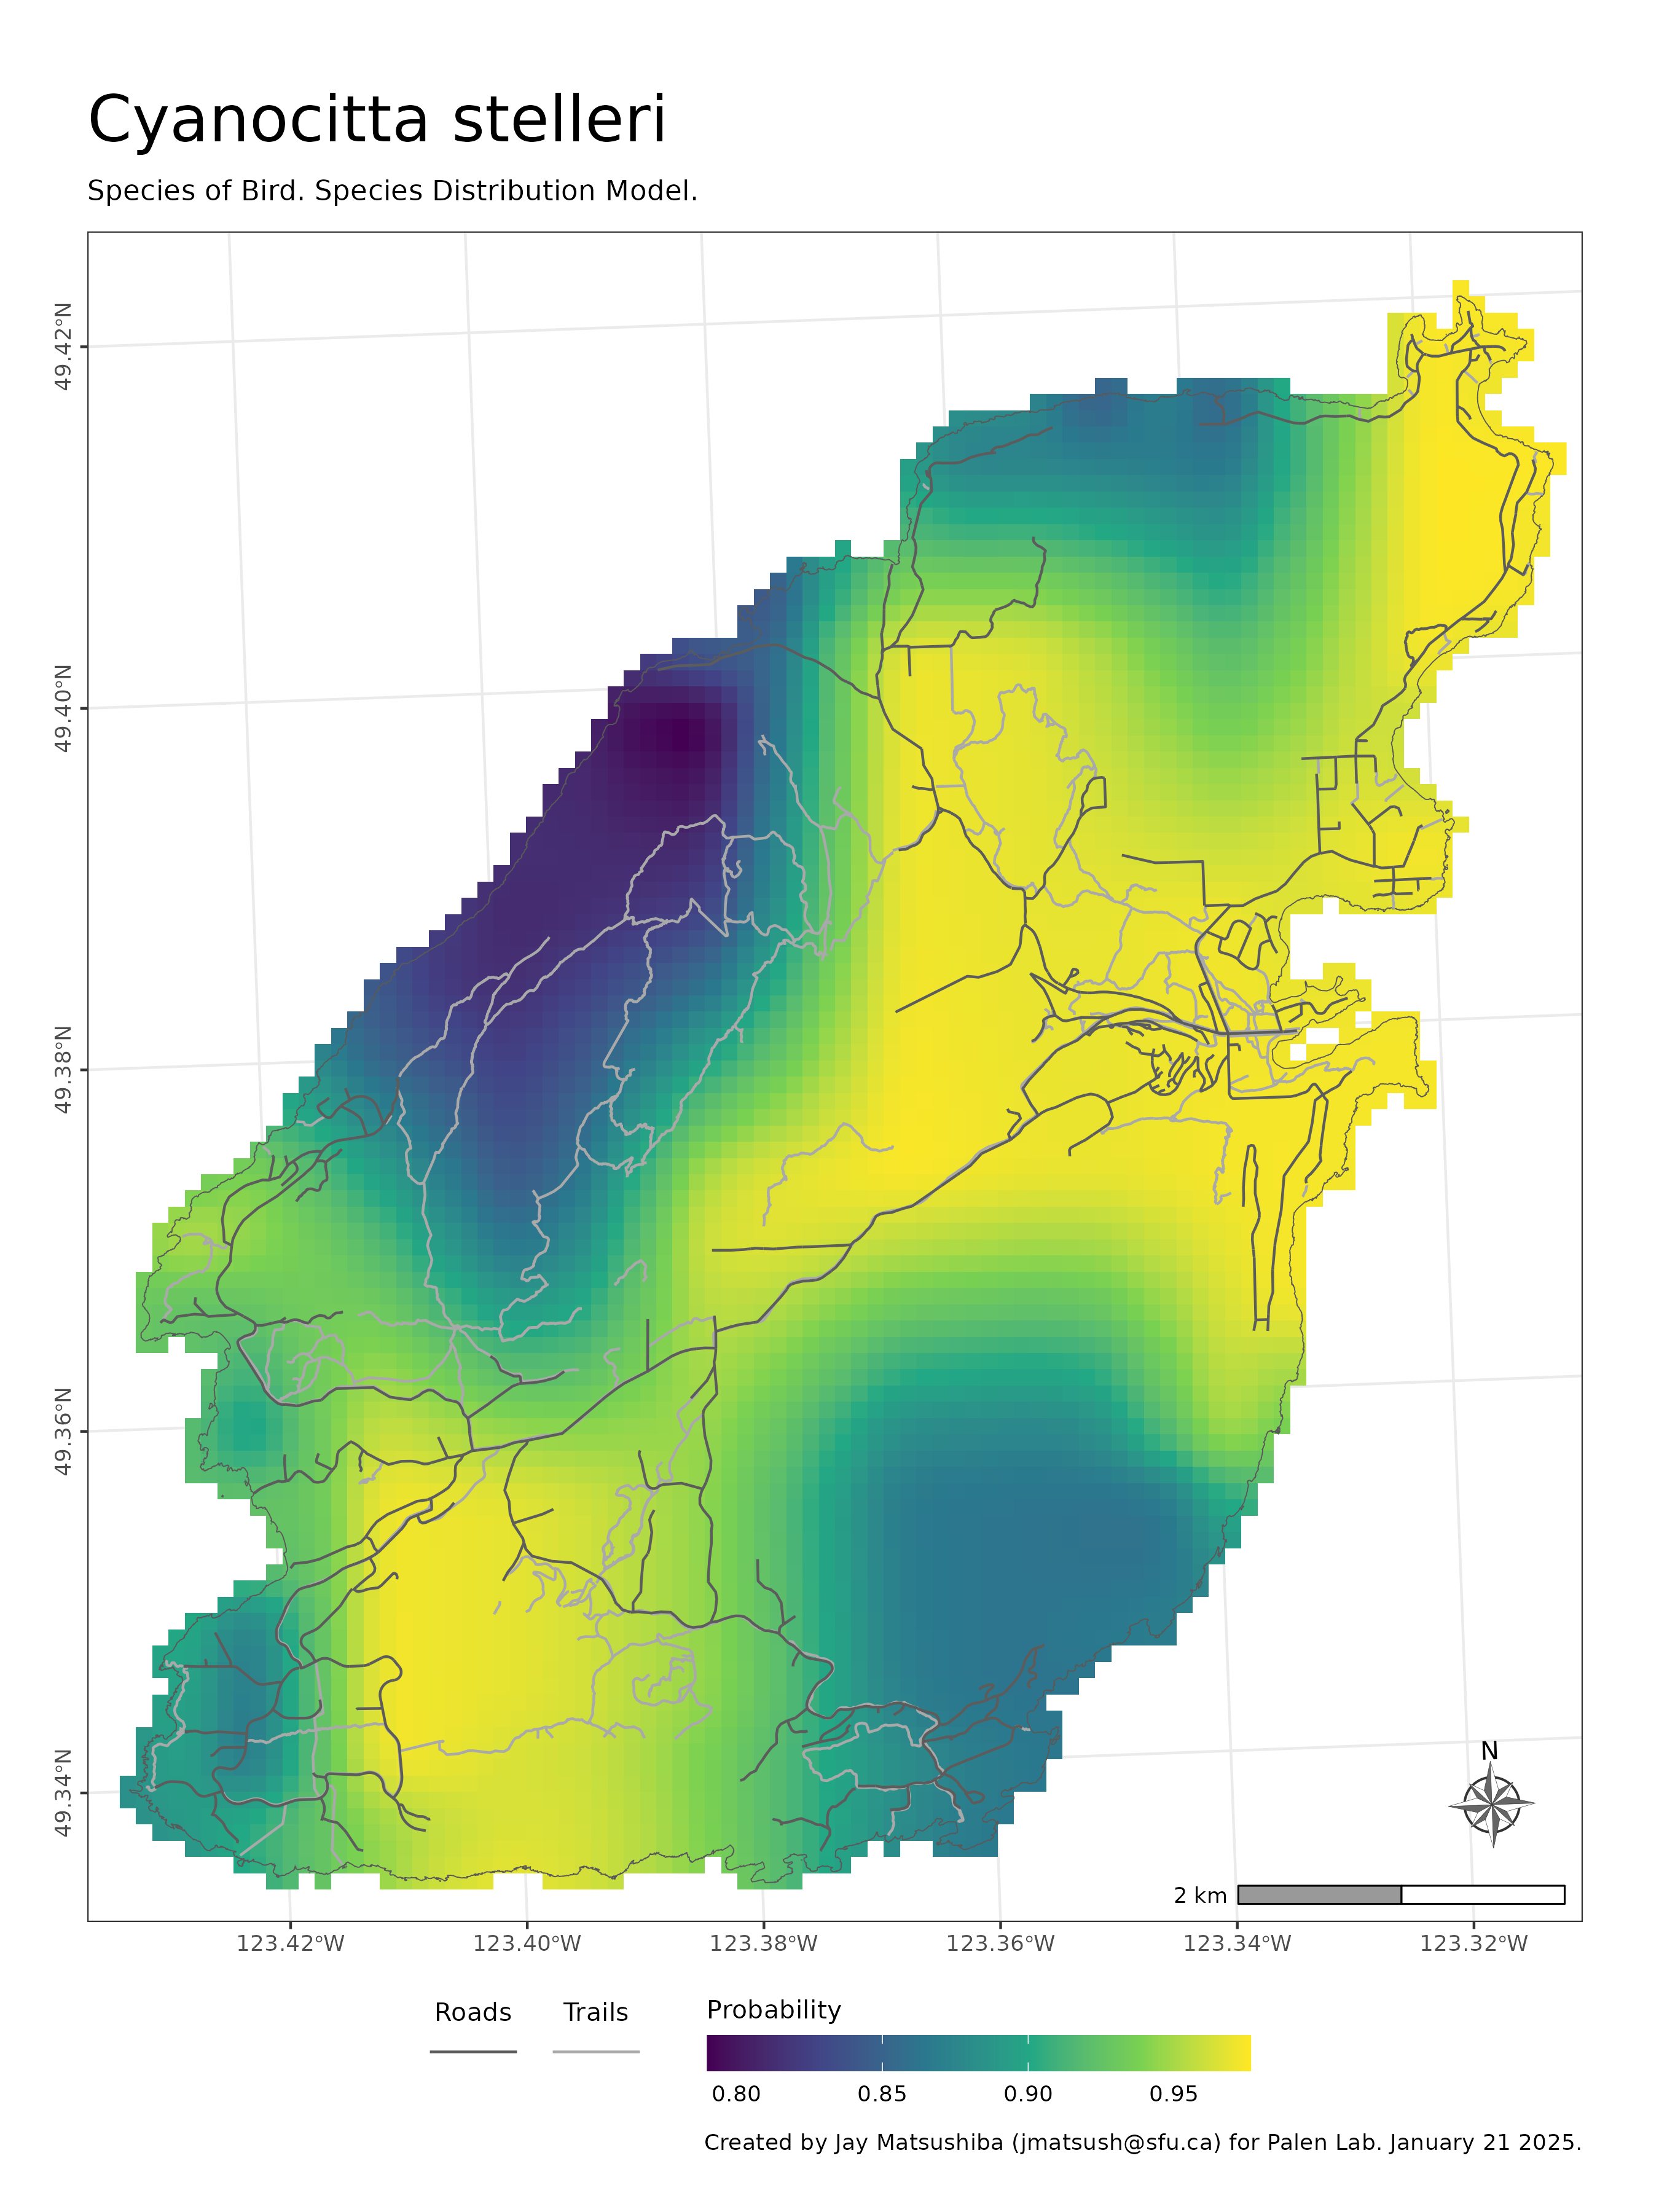 Cyanocitta stelleri
Species of Bird. Species Distribution Model.
49.42°N
49.40°N
49.38°N
49.36°N
49.34°N
N
2 km
123.42°W 123.40°W 123.38°W 123.36°W 123.34°W 123.32°W
Roads Trails Probability
0.80 0.85 0.90 0.95
Created by Jay Matsushiba (jmatsush@sfu.ca) for Palen Lab. January 21 2025.